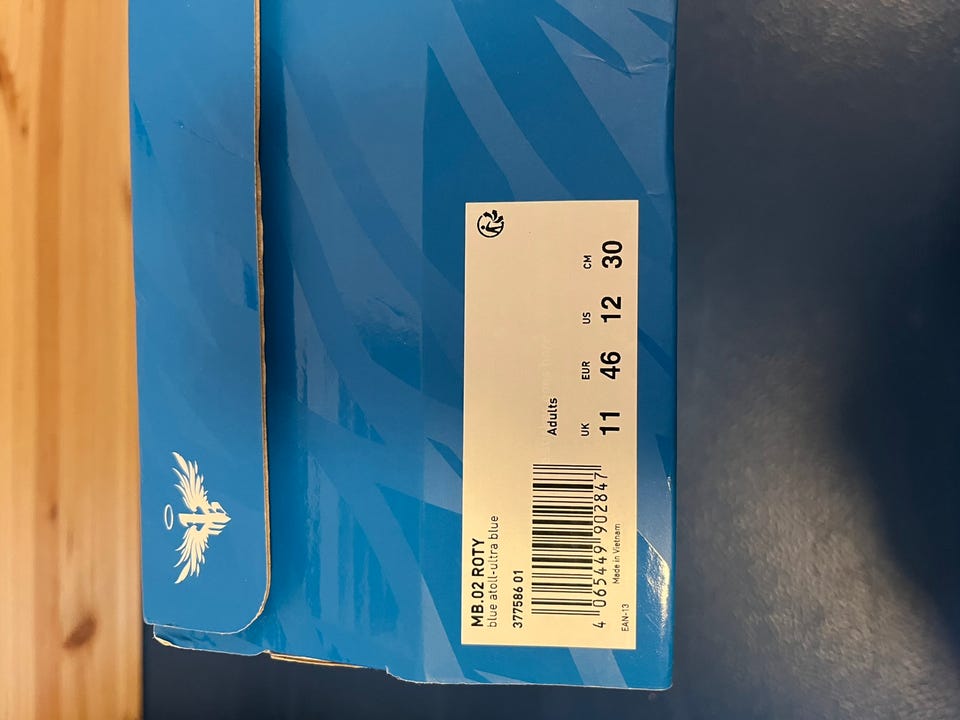 MB.02 ROTY
blue atoll-ultra blue
377586 01
4 065449 902847
EAN-13
Made in Vietnam
Adults
UK EUR US CM
11 46 12 30